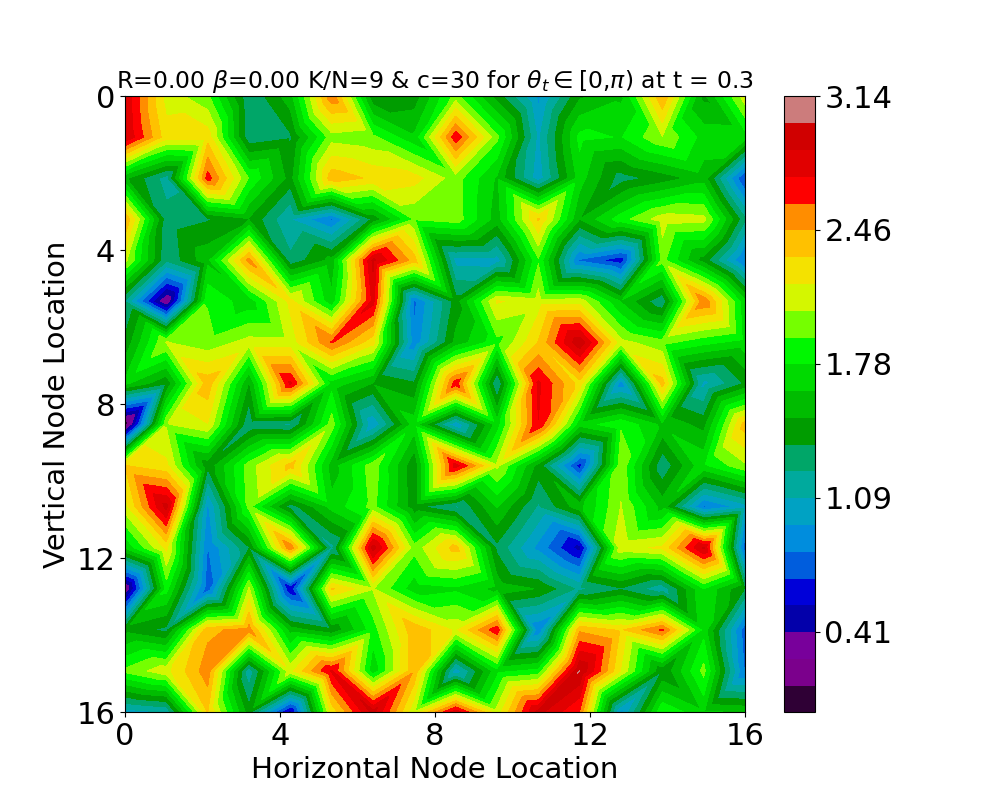 R=0.00 β=0.00 K/N=9 & c=30 for θ_t ∈ [0,π) at t = 0.3
0
4
8
12
16
0 4 8 12 16
Vertical Node Location
Horizontal Node Location
3.14
2.46
1.78
1.09
0.41